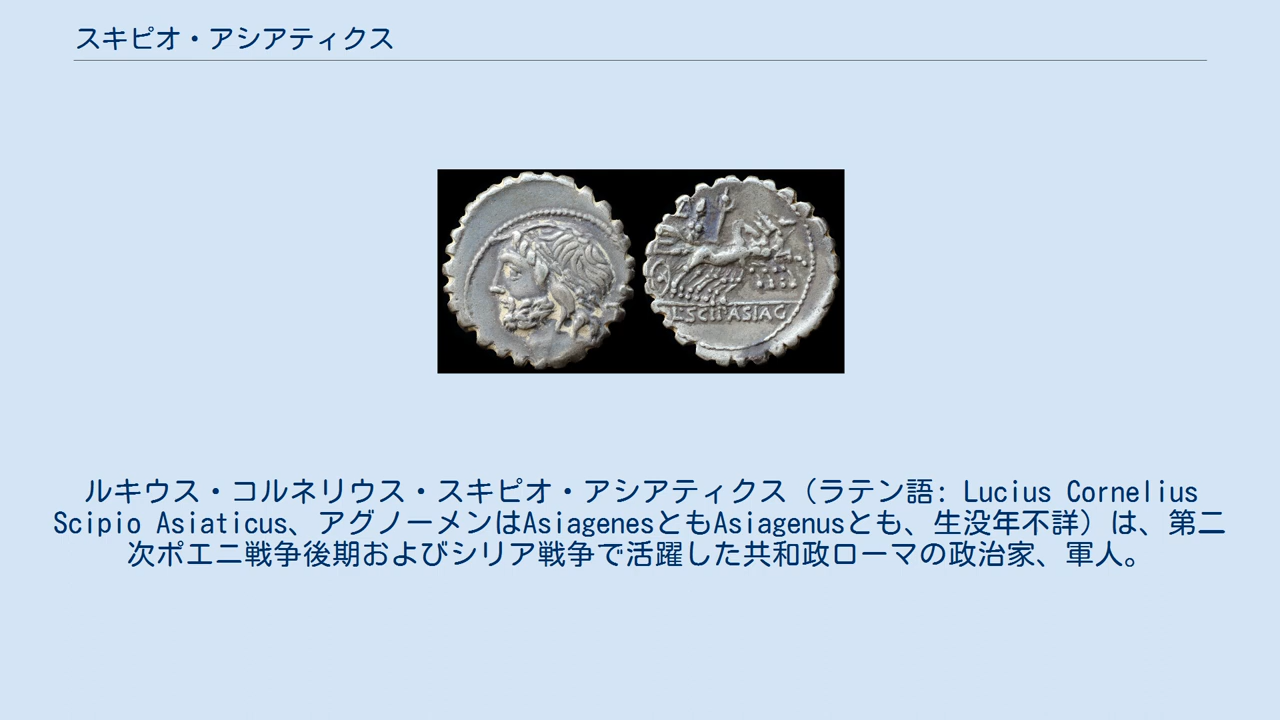 スキピオ・アシアティクス
L·SCIP·ASIAG
ルキウス・コルネリウス・スキピオ・アシアティクス（ラテン語: Lucius Cornelius
Scipio Asiaticus、アグノーメンはAsiagenesともAsiagenusとも、生没年不詳）は、第二
次ポエニ戦争後期およびシリア戦争で活躍した共和政ローマの政治家、軍人。